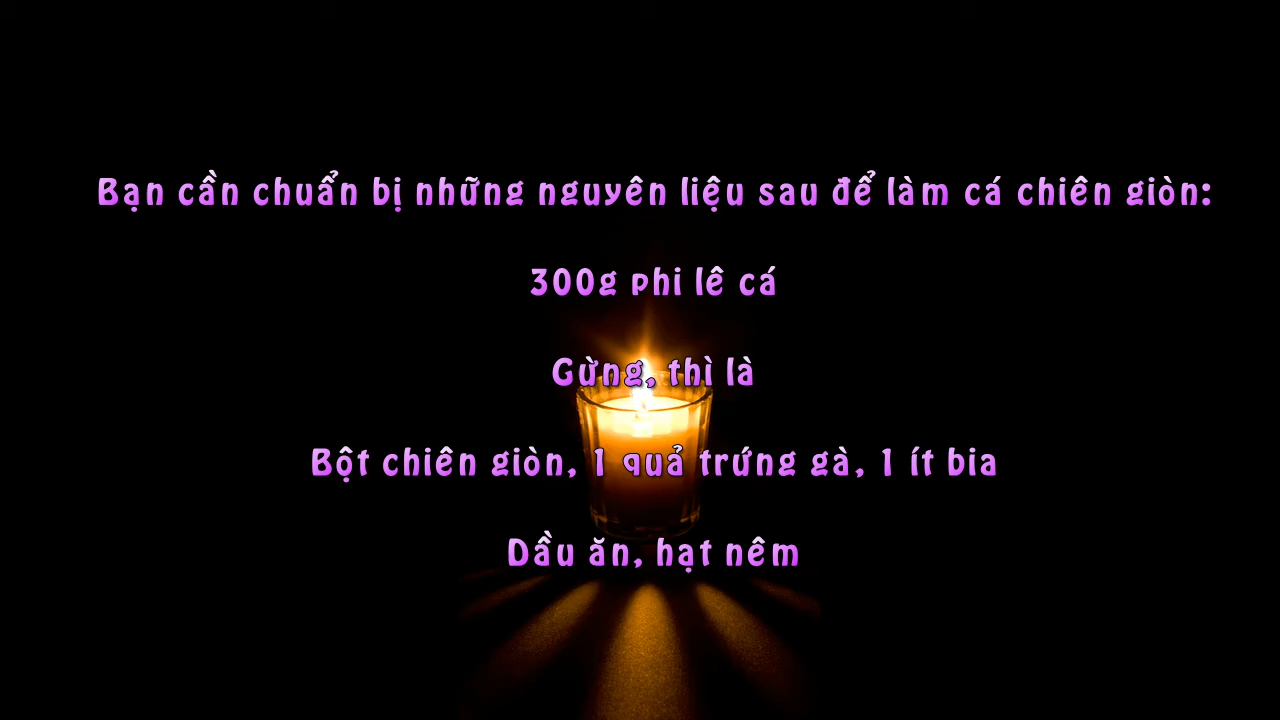 Bạn cần chuẩn bị những nguyên liệu sau để làm cá chiên giòn:
300g phi lê cá
Gừng, thì là
Bột chiên giòn, 1 quả trứng gà, 1 ít bia
Dầu ăn, hạt nêm